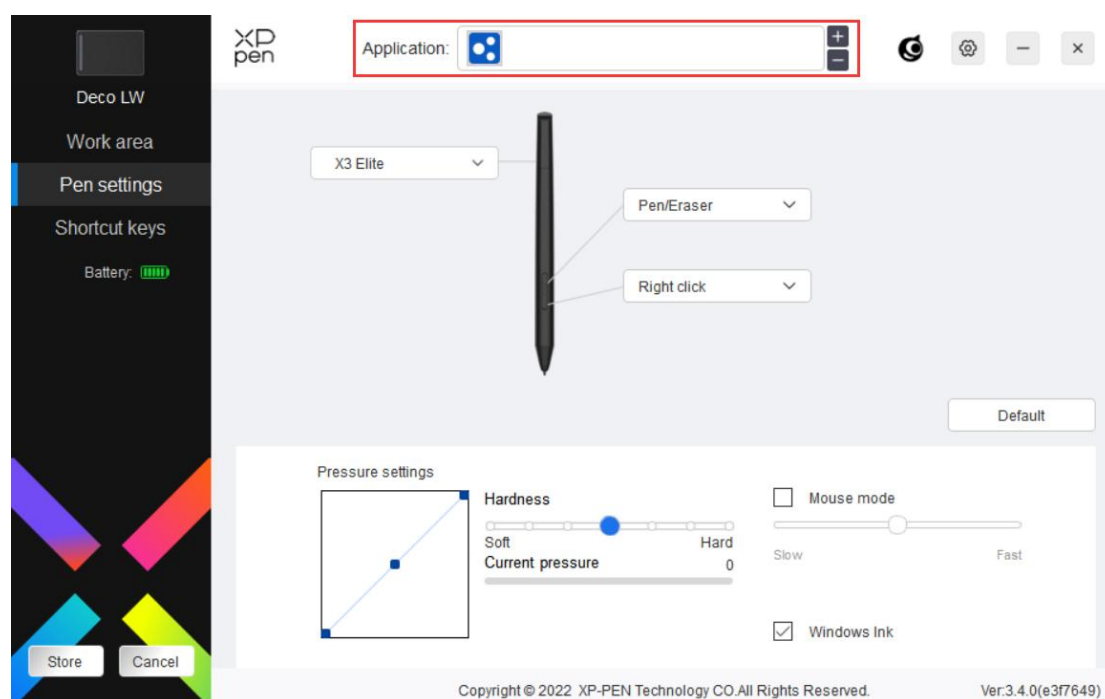 XP
pen
Application:
Deco LW
Work area
Pen settings
Shortcut keys
Battery:
X3 Elite
Pen/Eraser
Right click
Default
Pressure settings
Hardness
Soft Hard
Current pressure 0
Mouse mode
Slow Fast
Windows Ink
Store Cancel
Copyright © 2022 XP-PEN Technology CO.All Rights Reserved. Ver:3.4.0(e3f7649)